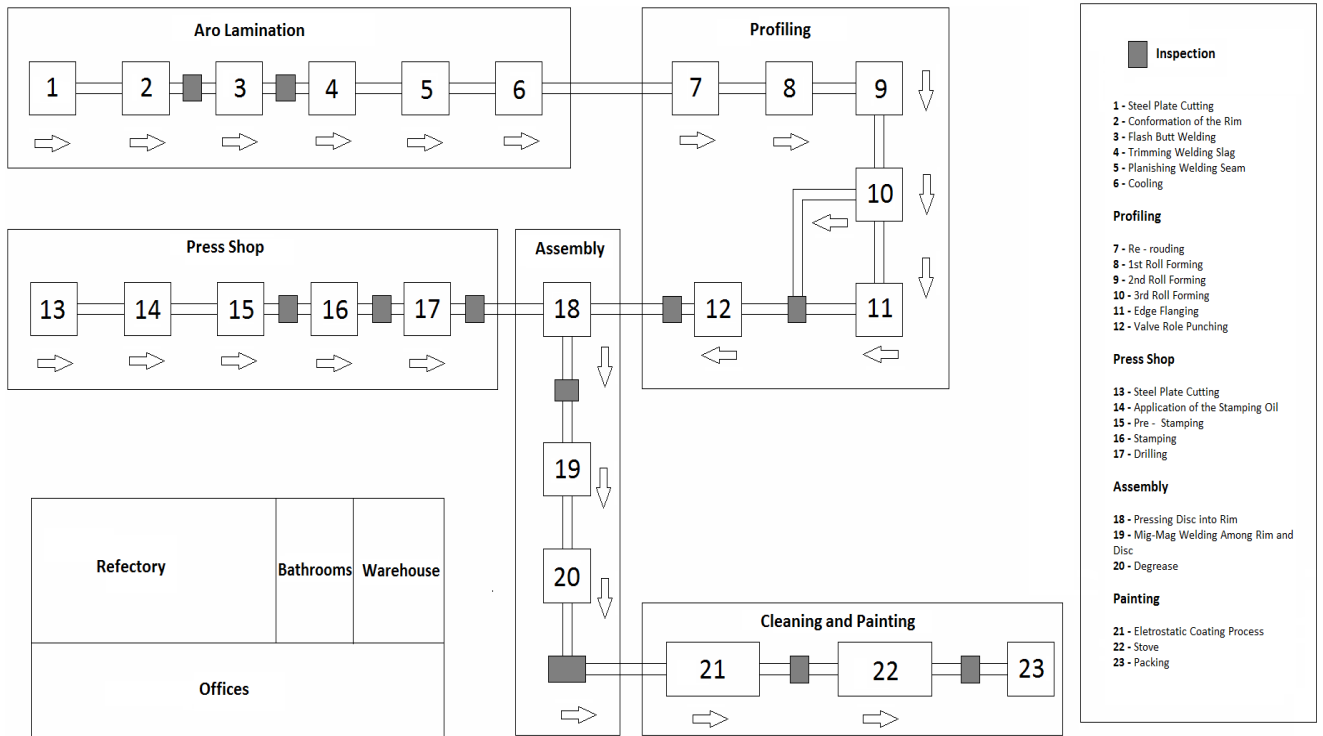 Aro Lamination
1
2
3
4
5
6
Profiling
7
8
9
10
11
12
Press Shop
13
14
15
16
17
Assembly
18
19
20
Refectory
Bathrooms
Warehouse
Offices
Cleaning and Painting
21
22
23
Inspection
1 - Steel Plate Cutting
2 - Conformation of the Rim
3 - Flash Butt Welding
4 - Trimming Welding Slag
5 - Planishing Welding Seam
6 - Cooling
Profiling
7 - Re - rouding
8 - 1st Roll Forming
9 - 2nd Roll Forming
10 - 3rd Roll Forming
11 - Edge Flanging
12 - Valve Role Punching
Press Shop
13 - Steel Plate Cutting
14 - Application of the Stamping Oil
15 - Pre - Stamping
16 - Stamping
17 - Drilling
Assembly
18 - Pressing Disc into Rim
19 - Mig-Mag Welding Among Rim and
Disc
20 - Degrease
Painting
21 - Eletrostatic Coating Process
22 - Stove
23 - Packing